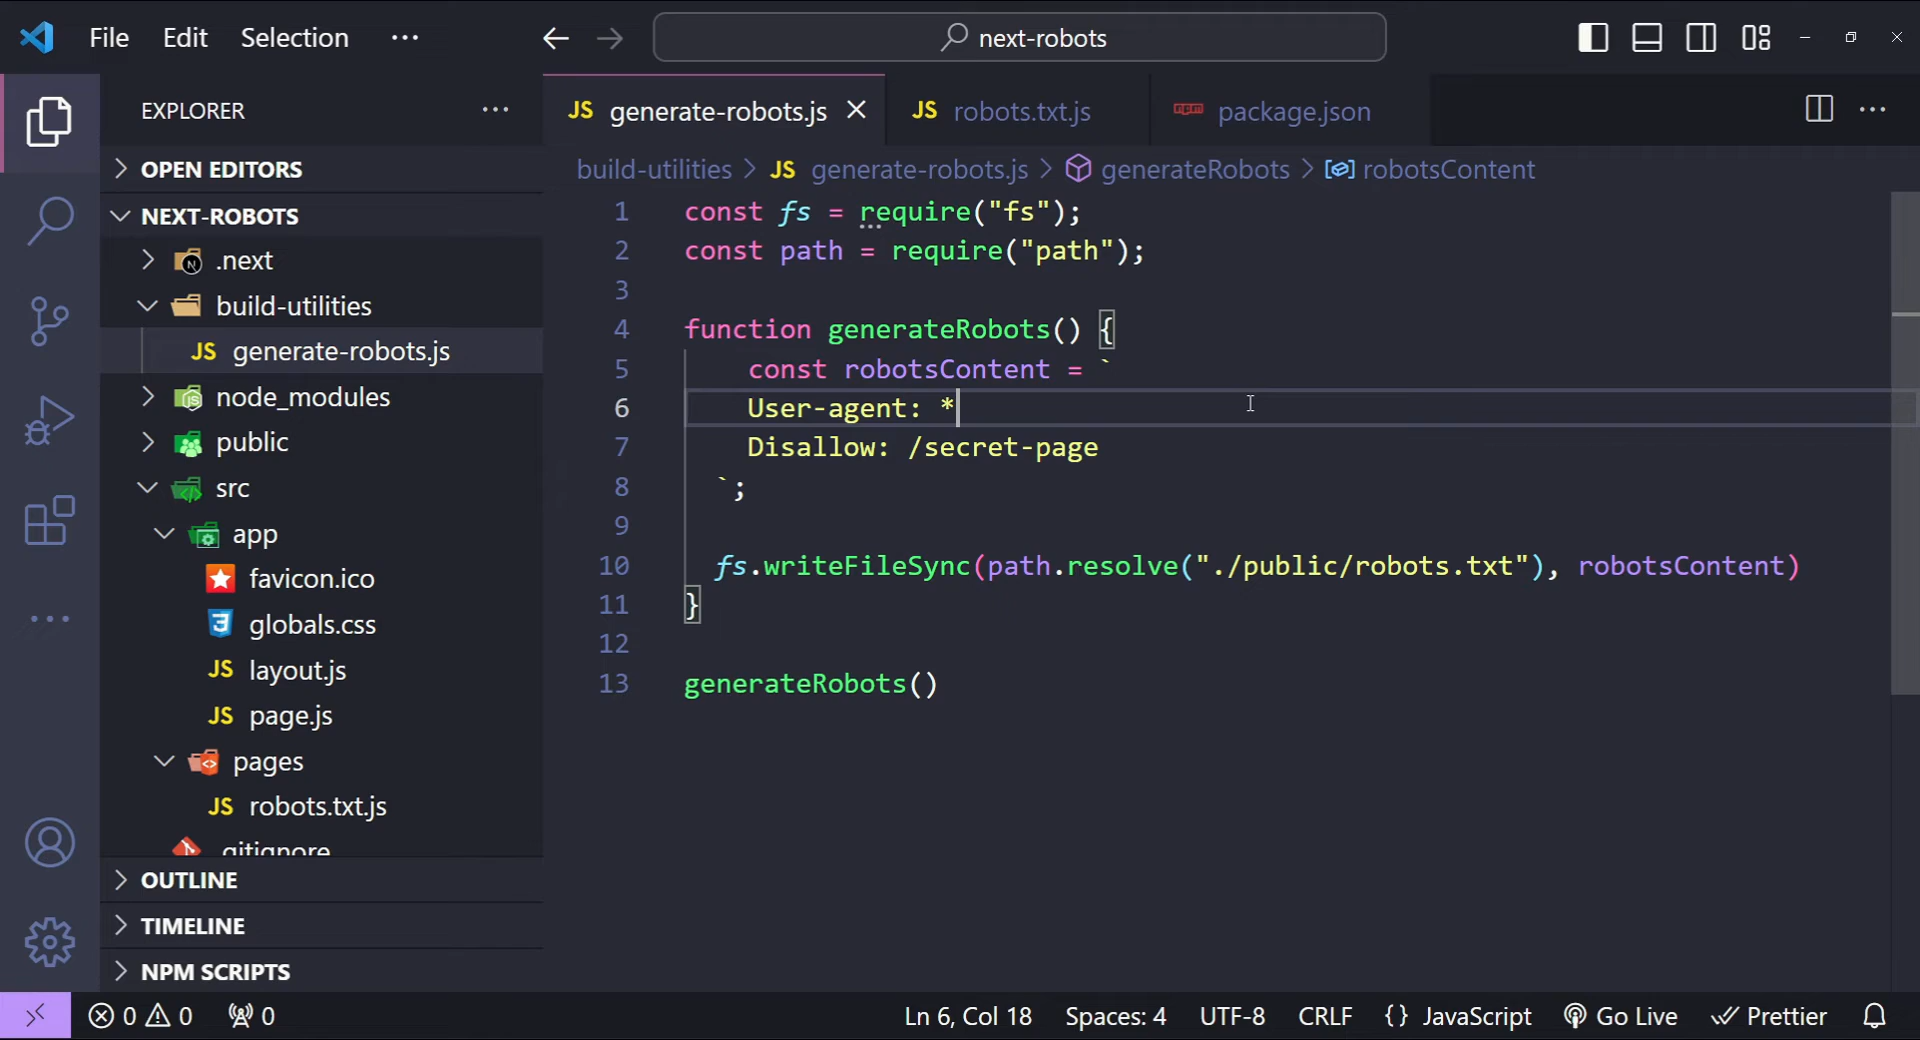 File Edit Selection ···
next-robots
EXPLORER ···
OPEN EDITORS
NEXT-ROBOTS
.next
build-utilities
JS generate-robots.js
node_modules
public
src
app
favicon.ico
globals.css
JS layout.js
JS page.js
pages
JS robots.txt.js
.gitignore
OUTLINE
TIMELINE
NPM SCRIPTS
JS generate-robots.js
JS robots.txt.js
npm package.json
build-utilities > JS generate-robots.js > generateRobots > robotsContent
1 const fs = require("fs");
2 const path = require("path");
3
4 function generateRobots() {
5 const robotsContent = `
6 User-agent: *
7 Disallow: /secret-page
8 `;
9
10 fs.writeFileSync(path.resolve("./public/robots.txt"), robotsContent)
11 }
12
13 generateRobots()
0 0 0 Ln 6, Col 18 Spaces: 4 UTF-8 CRLF {} JavaScript Go Live Prettier